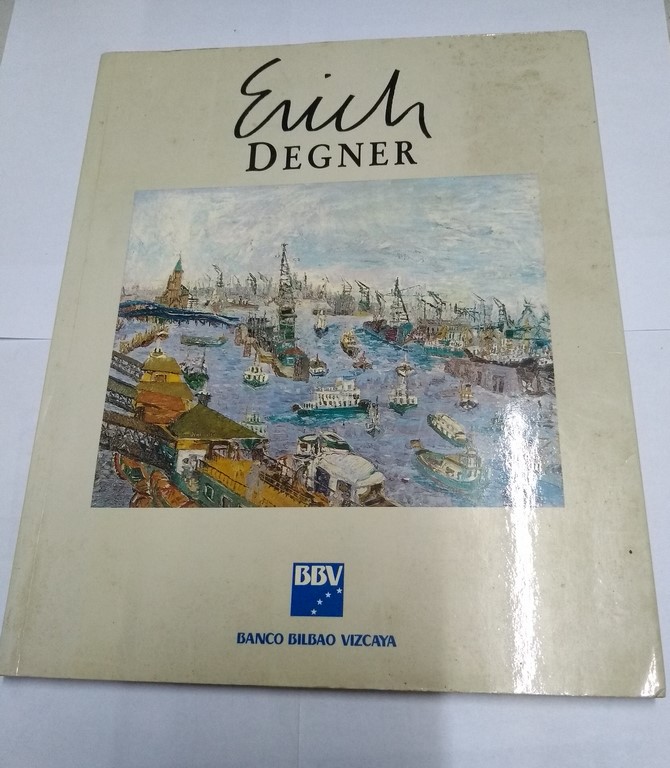 Erich
DEGNER
BBV
BANCO BILBAO VIZCAYA